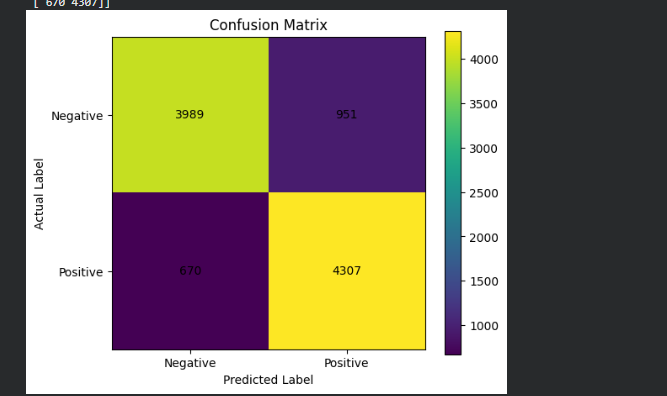 [ 670 4307]]
Confusion Matrix
4000
3500
Negative
3989
951
3000
Actual Label
2500
2000
Positive
670
4307
1500
1000
Negative
Positive
Predicted Label